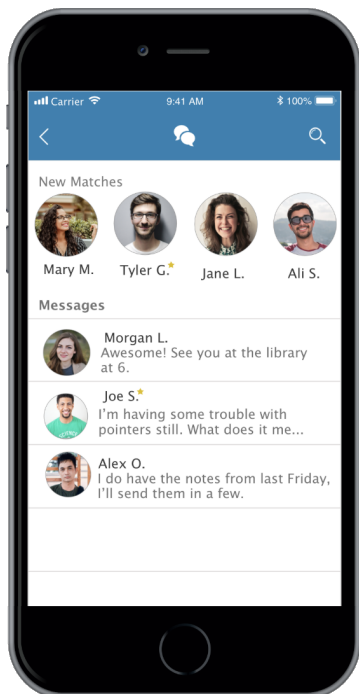 Carrier 9:41 AM 100%
New Matches
Mary M. Tyler G. Jane L. Ali S.
Messages
Morgan L.
Awesome! See you at the library
at 6.
Joe S.
I'm having some trouble with
pointers still. What does it me...
Alex O.
I do have the notes from last Friday,
I'll send them in a few.